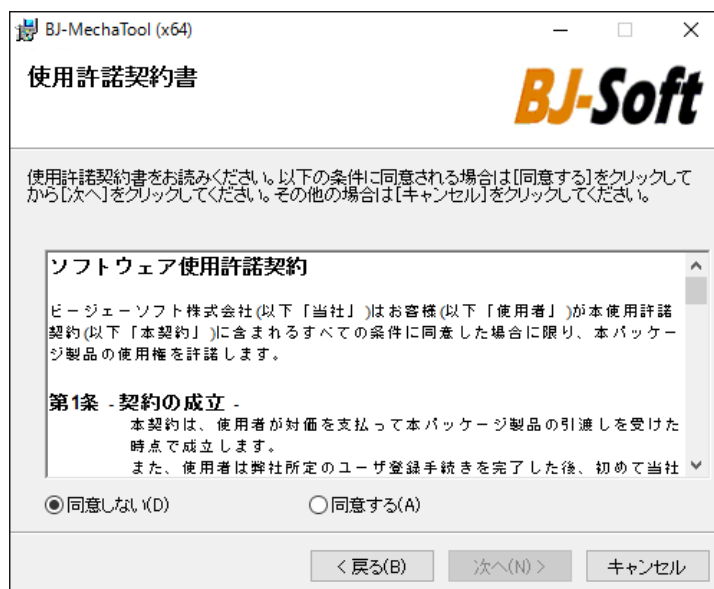 BJ-MechaTool (x64)
使用許諾契約書
BJ-Soft
使用許諾契約書をお読みください。以下の条件に同意される場合は[同意する]をクリックして
から[次へ]をクリックしてください。その他の場合は[キャンセル]をクリックしてください。
ソフトウェア使用許諾契約
ビージェーソフト株式会社(以下「当社」)はお客様(以下「使用者」)が本使用許諾
契約(以下「本契約」)に含まれるすべての条件に同意した場合に限り、本パッケー
ジ製品の使用権を許諾します。
第1条 - 契約の成立 -
本契約は、使用者が対価を支払って本パッケージ製品の引渡しを受けた
時点で成立します。
また、使用者は弊社所定のユーザ登録手続きを完了した後、初めて当社
同意しない(D)
同意する(A)
< 戻る(B)
次へ(N) >
キャンセル